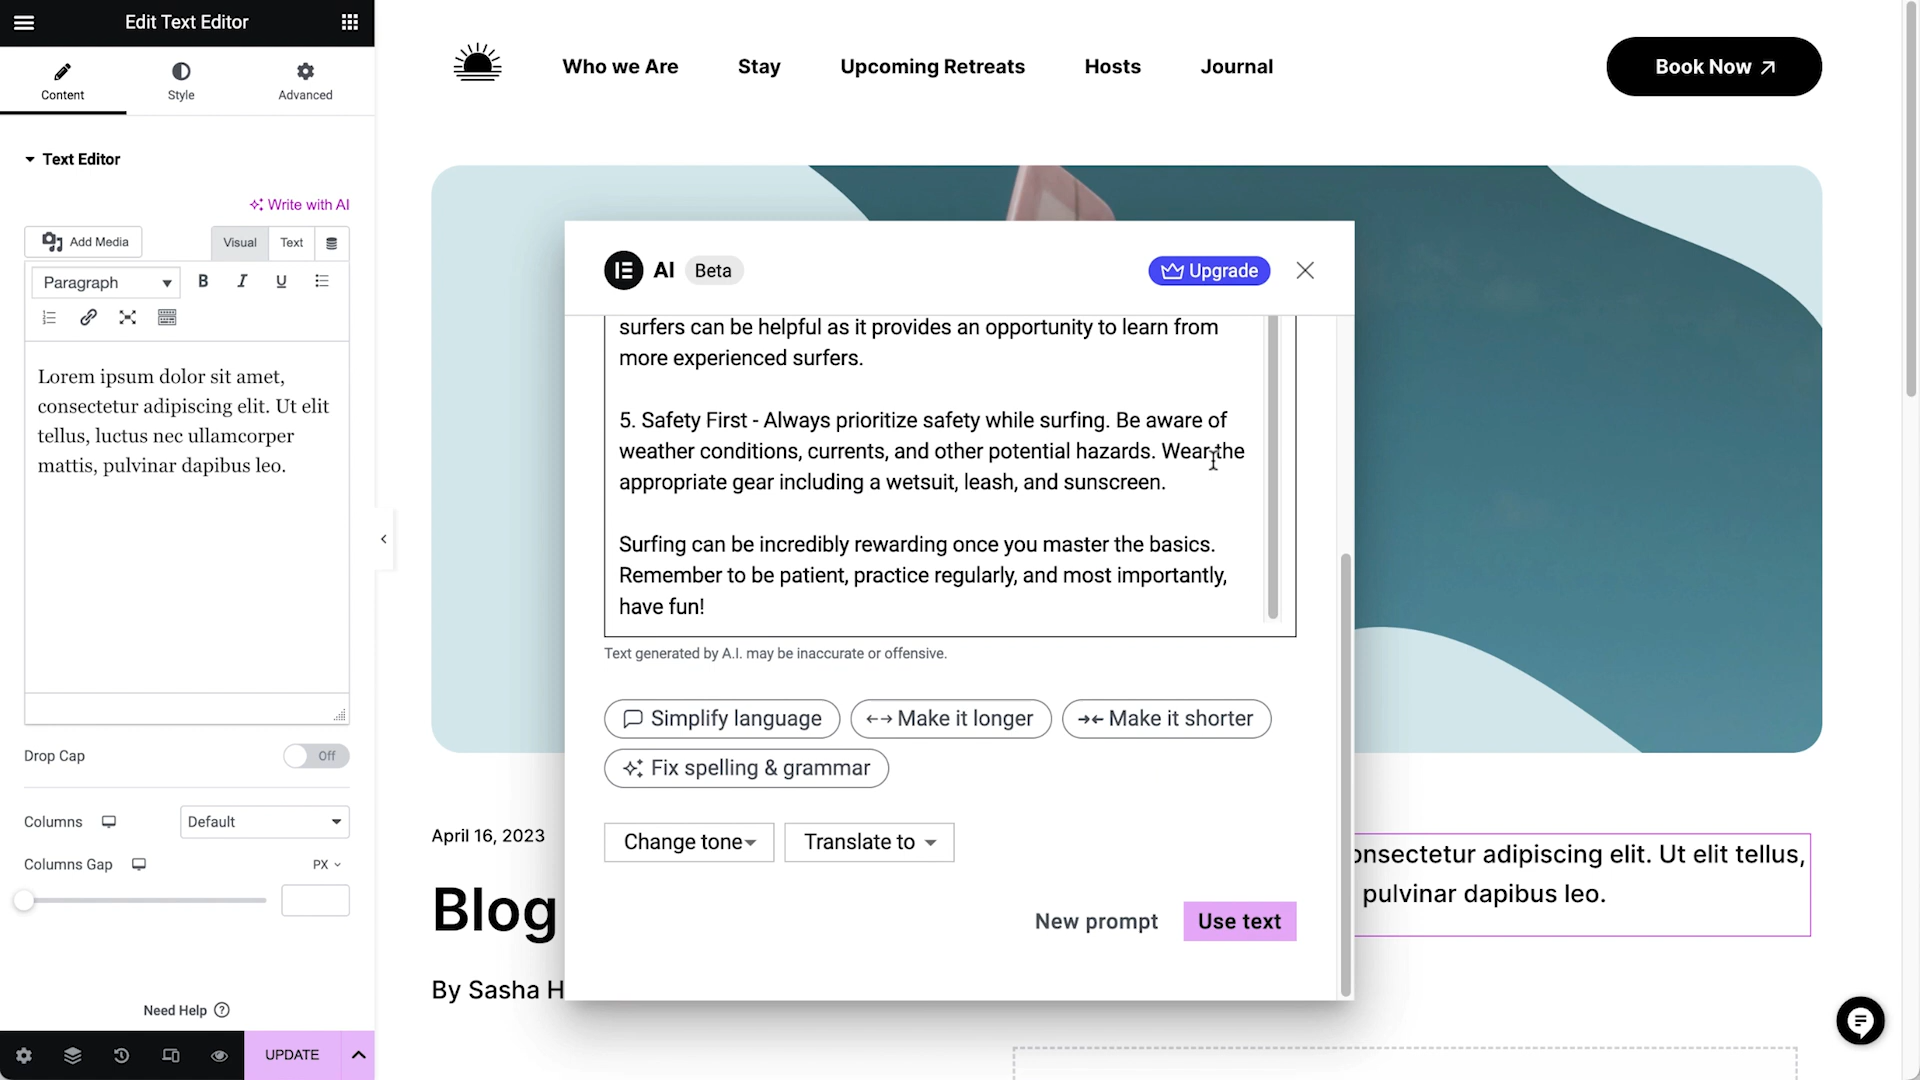 Edit Text Editor
Content
Style
Advanced
Text Editor
Write with AI
Add Media
Visual
Text
Paragraph
B
I
U
Lorem ipsum dolor sit amet,
consectetur adipiscing elit. Ut elit
tellus, luctus nec ullamcorper
mattis, pulvinar dapibus leo.
Drop Cap
Off
Columns
Default
Columns Gap
PX
Need Help ?
UPDATE
Who we Are
Stay
Upcoming Retreats
Hosts
Journal
Book Now
AI
Beta
Upgrade
surfers can be helpful as it provides an opportunity to learn from
more experienced surfers.
5. Safety First - Always prioritize safety while surfing. Be aware of
weather conditions, currents, and other potential hazards. Wear the
appropriate gear including a wetsuit, leash, and sunscreen.
Surfing can be incredibly rewarding once you master the basics.
Remember to be patient, practice regularly, and most importantly,
have fun!
Text generated by A.I. may be inaccurate or offensive.
Simplify language
Make it longer
Make it shorter
Fix spelling & grammar
Change tone
Translate to
New prompt
Use text
April 16, 2023
Blog
By Sasha H
onsectetur adipiscing elit. Ut elit tellus,
pulvinar dapibus leo.